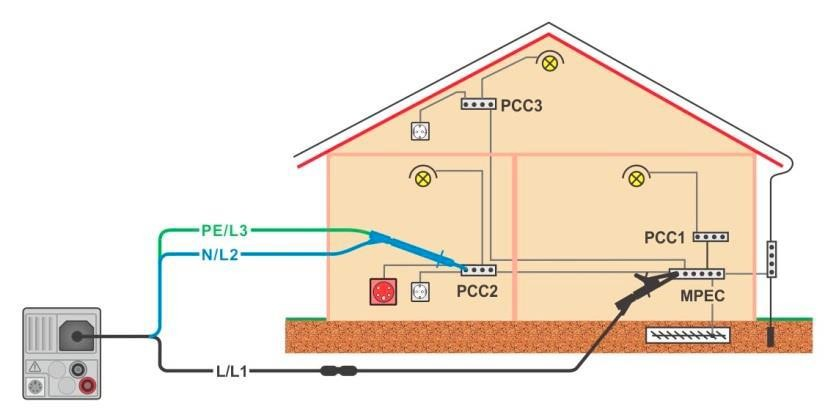 PCC3
PE/L3
N/L2
PCC1
PCC2
MPEC
L/L1